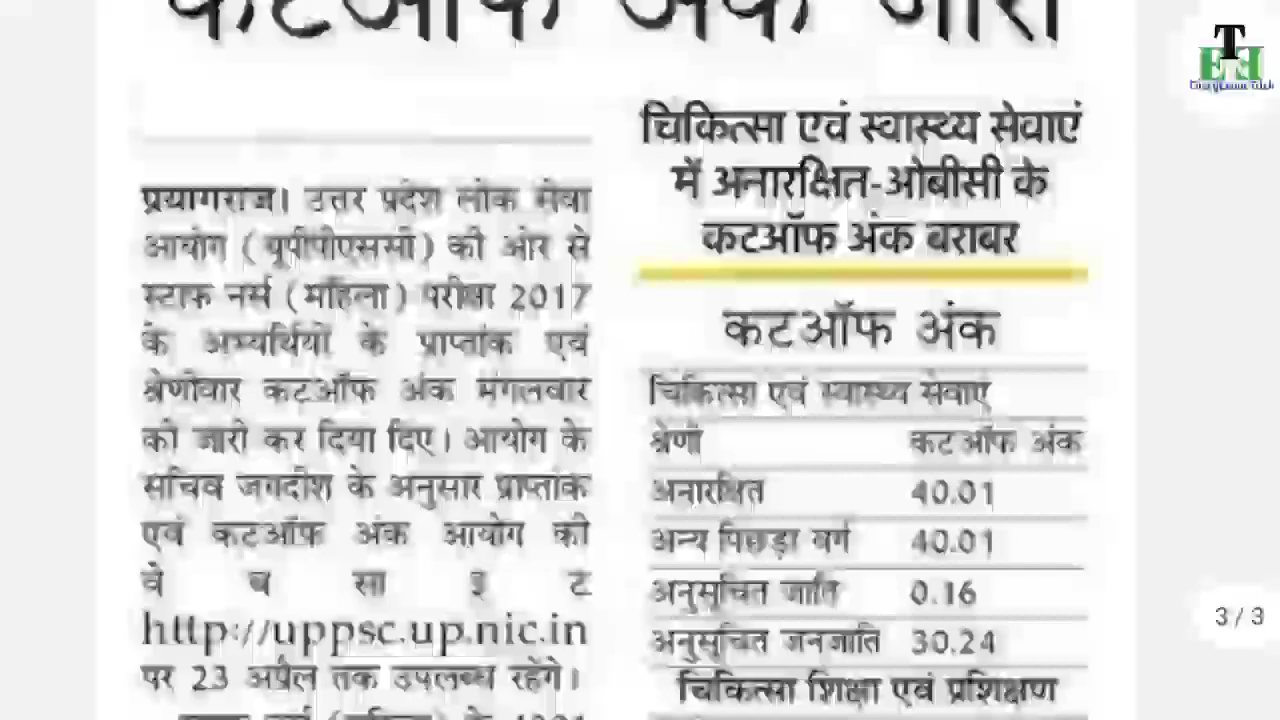 कटऑफ अंक जारी
प्रयागराज। उत्तर प्रदेश लोक सेवा
आयोग (यूपीपीएससी) की ओर से
स्टाफ नर्स (महिला) परीक्षा 2017
के अभ्यर्थियों के प्राप्तांक एवं
श्रेणीवार कटऑफ अंक मंगलवार
को जारी कर दिया दिए। आयोग के
सचिव जगदीश के अनुसार प्राप्तांक
एवं कटऑफ अंक आयोग की
वे ब सा इ ट
http://uppsc.up.nic.in
पर 23 अप्रैल तक उपलब्ध रहेंगे।
चिकित्सा एवं स्वास्थ्य सेवाएं
में अनारक्षित-ओबीसी के
कटऑफ अंक बराबर
कटऑफ अंक
चिकित्सा एवं स्वास्थ्य सेवाएं
श्रेणी कटऑफ अंक
अनारक्षित 40.01
अन्य पिछड़ा वर्ग 40.01
अनुसूचित जाति 0.16
अनुसूचित जनजाति 30.24
चिकित्सा शिक्षा एवं प्रशिक्षण
3 / 3